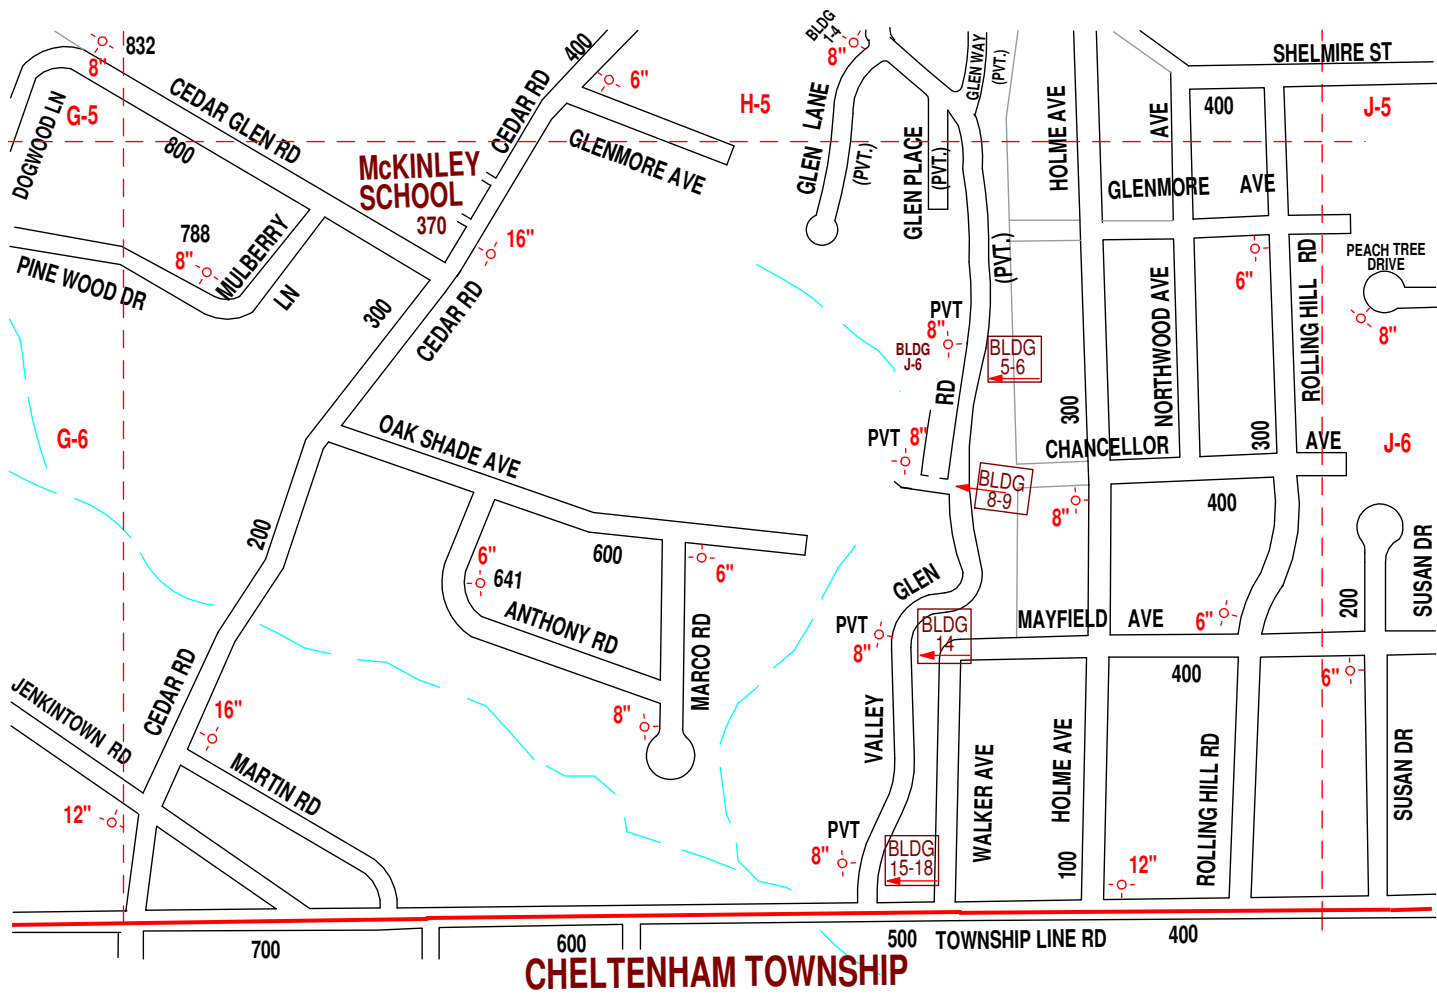 832
8"
G-5
DOGWOOD LN
CEDAR GLEN RD
800
McKINLEY
SCHOOL
370
CEDAR RD
400
6"
GLENMORE AVE
H-5
BLDG
1-4
8"
GLEN LANE
(PVT.)
GLEN PLACE
(PVT.)
GLEN WAY
(PVT.)
HOLME AVE
AVE
SHELMIRE ST
400
J-5
GLENMORE AVE
788
8"
MULBERRY
LN
PINE WOOD DR
16"
300
CEDAR RD
(PVT.)
PVT
8"
BLDG
J-6
BLDG
5-6
RD
6"
NORTHWOOD AVE
ROLLING HILL RD
PEACH TREE
DRIVE
8"
G-6
OAK SHADE AVE
PVT 8"
300
CHANCELLOR
300
AVE
J-6
BLDG
8-9
8"
400
200
6"
641
600
6"
ANTHONY RD
MARCO RD
GLEN
PVT
8"
BLDG
14
MAYFIELD AVE
6"
200
SUSAN DR
400
6"
JENKINTOWN RD
CEDAR RD
16"
MARTIN RD
8"
VALLEY
WALKER AVE
HOLME AVE
ROLLING HILL RD
SUSAN DR
12"
PVT
8"
BLDG
15-18
100
12"
700
600
500
TOWNSHIP LINE RD
400
CHELTENHAM TOWNSHIP